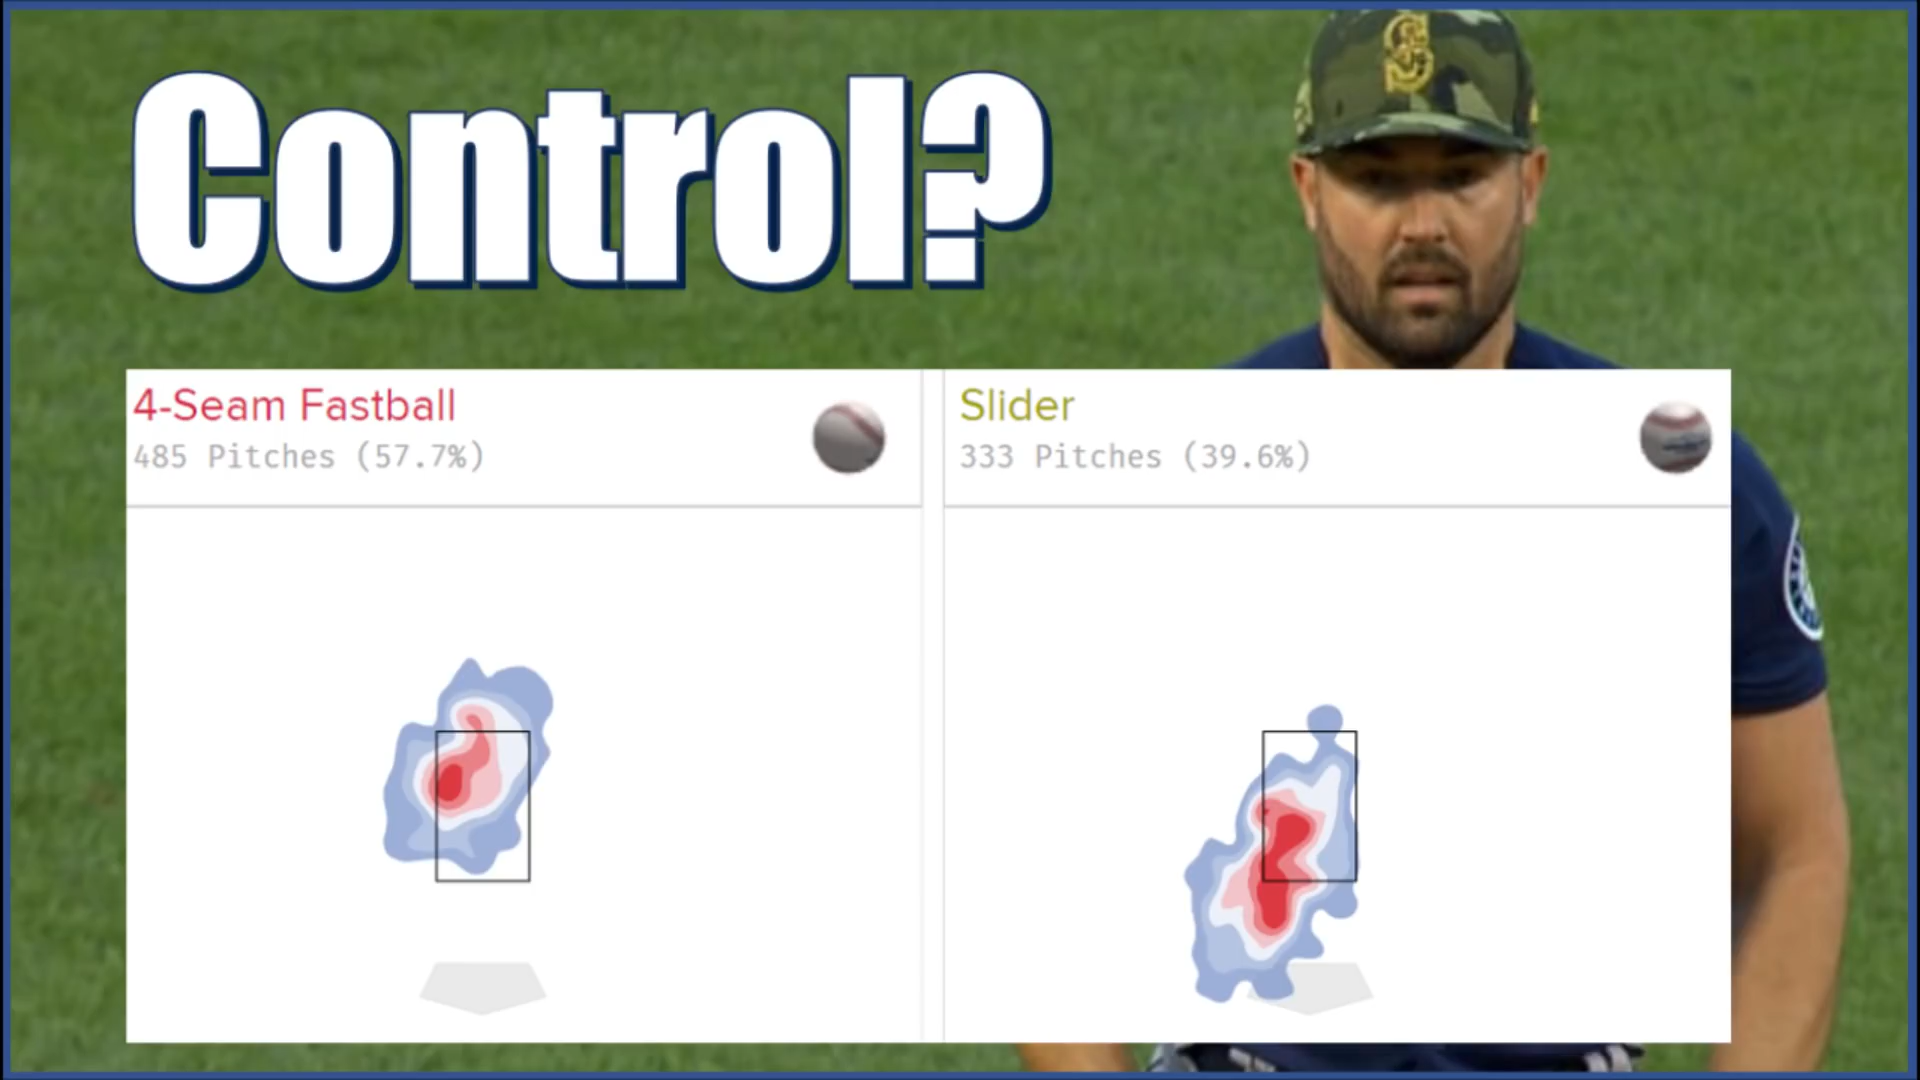 Control?
4-Seam Fastball
485 Pitches (57.7%)
Slider
333 Pitches (39.6%)
S